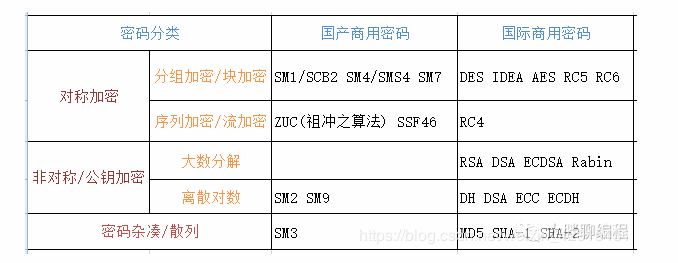 密码分类 国产商用密码 国际商用密码
对称加密 分组加密/块加密 SM1/SCB2 SM4/SMS4 SM7 DES IDEA AES RC5 RC6
序列加密/流加密 ZUC(祖冲之算法) SSF46 RC4
非对称/公钥加密 大数分解 RSA DSA ECDSA Rabin
离散对数 SM2 SM9 DH DSA ECC ECDH
密码杂凑/散列 SM3 MD5 SHA-1 SHA-2
https://blog.csdn.net
聊编程